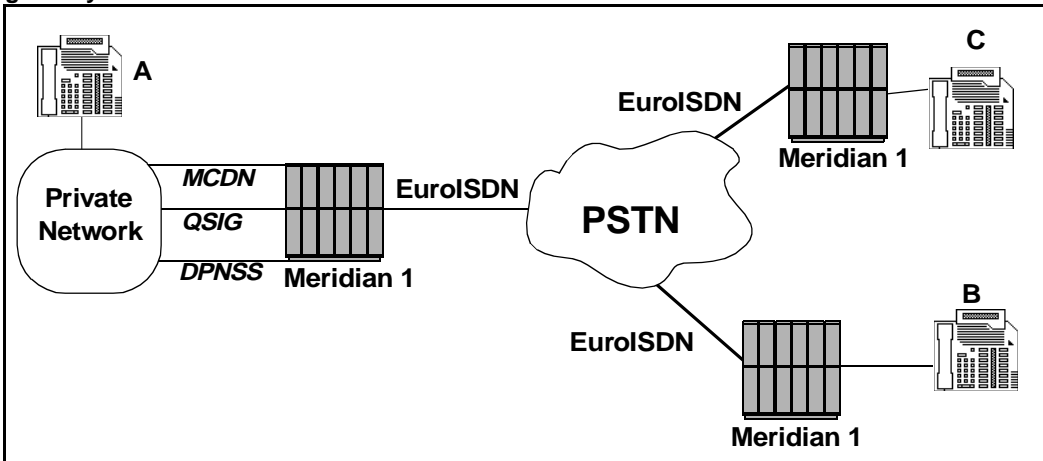 A
C
EuroISDN
Meridian 1
MCDN
EuroISDN
Private
Network
QSIG
PSTN
DPNSS
Meridian 1
B
EuroISDN
Meridian 1